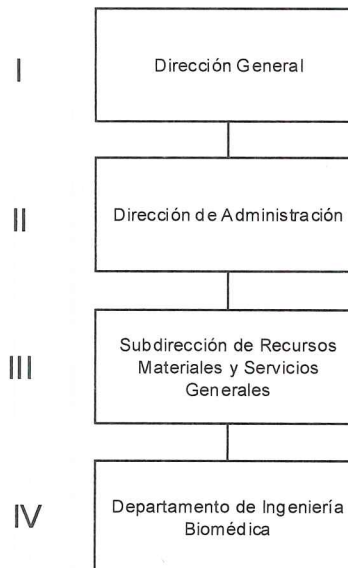 I
Dirección General
II
Dirección de Administración
III
Subdirección de Recursos
Materiales y Servicios
Generales
IV
Departamento de Ingeniería
Biomédica